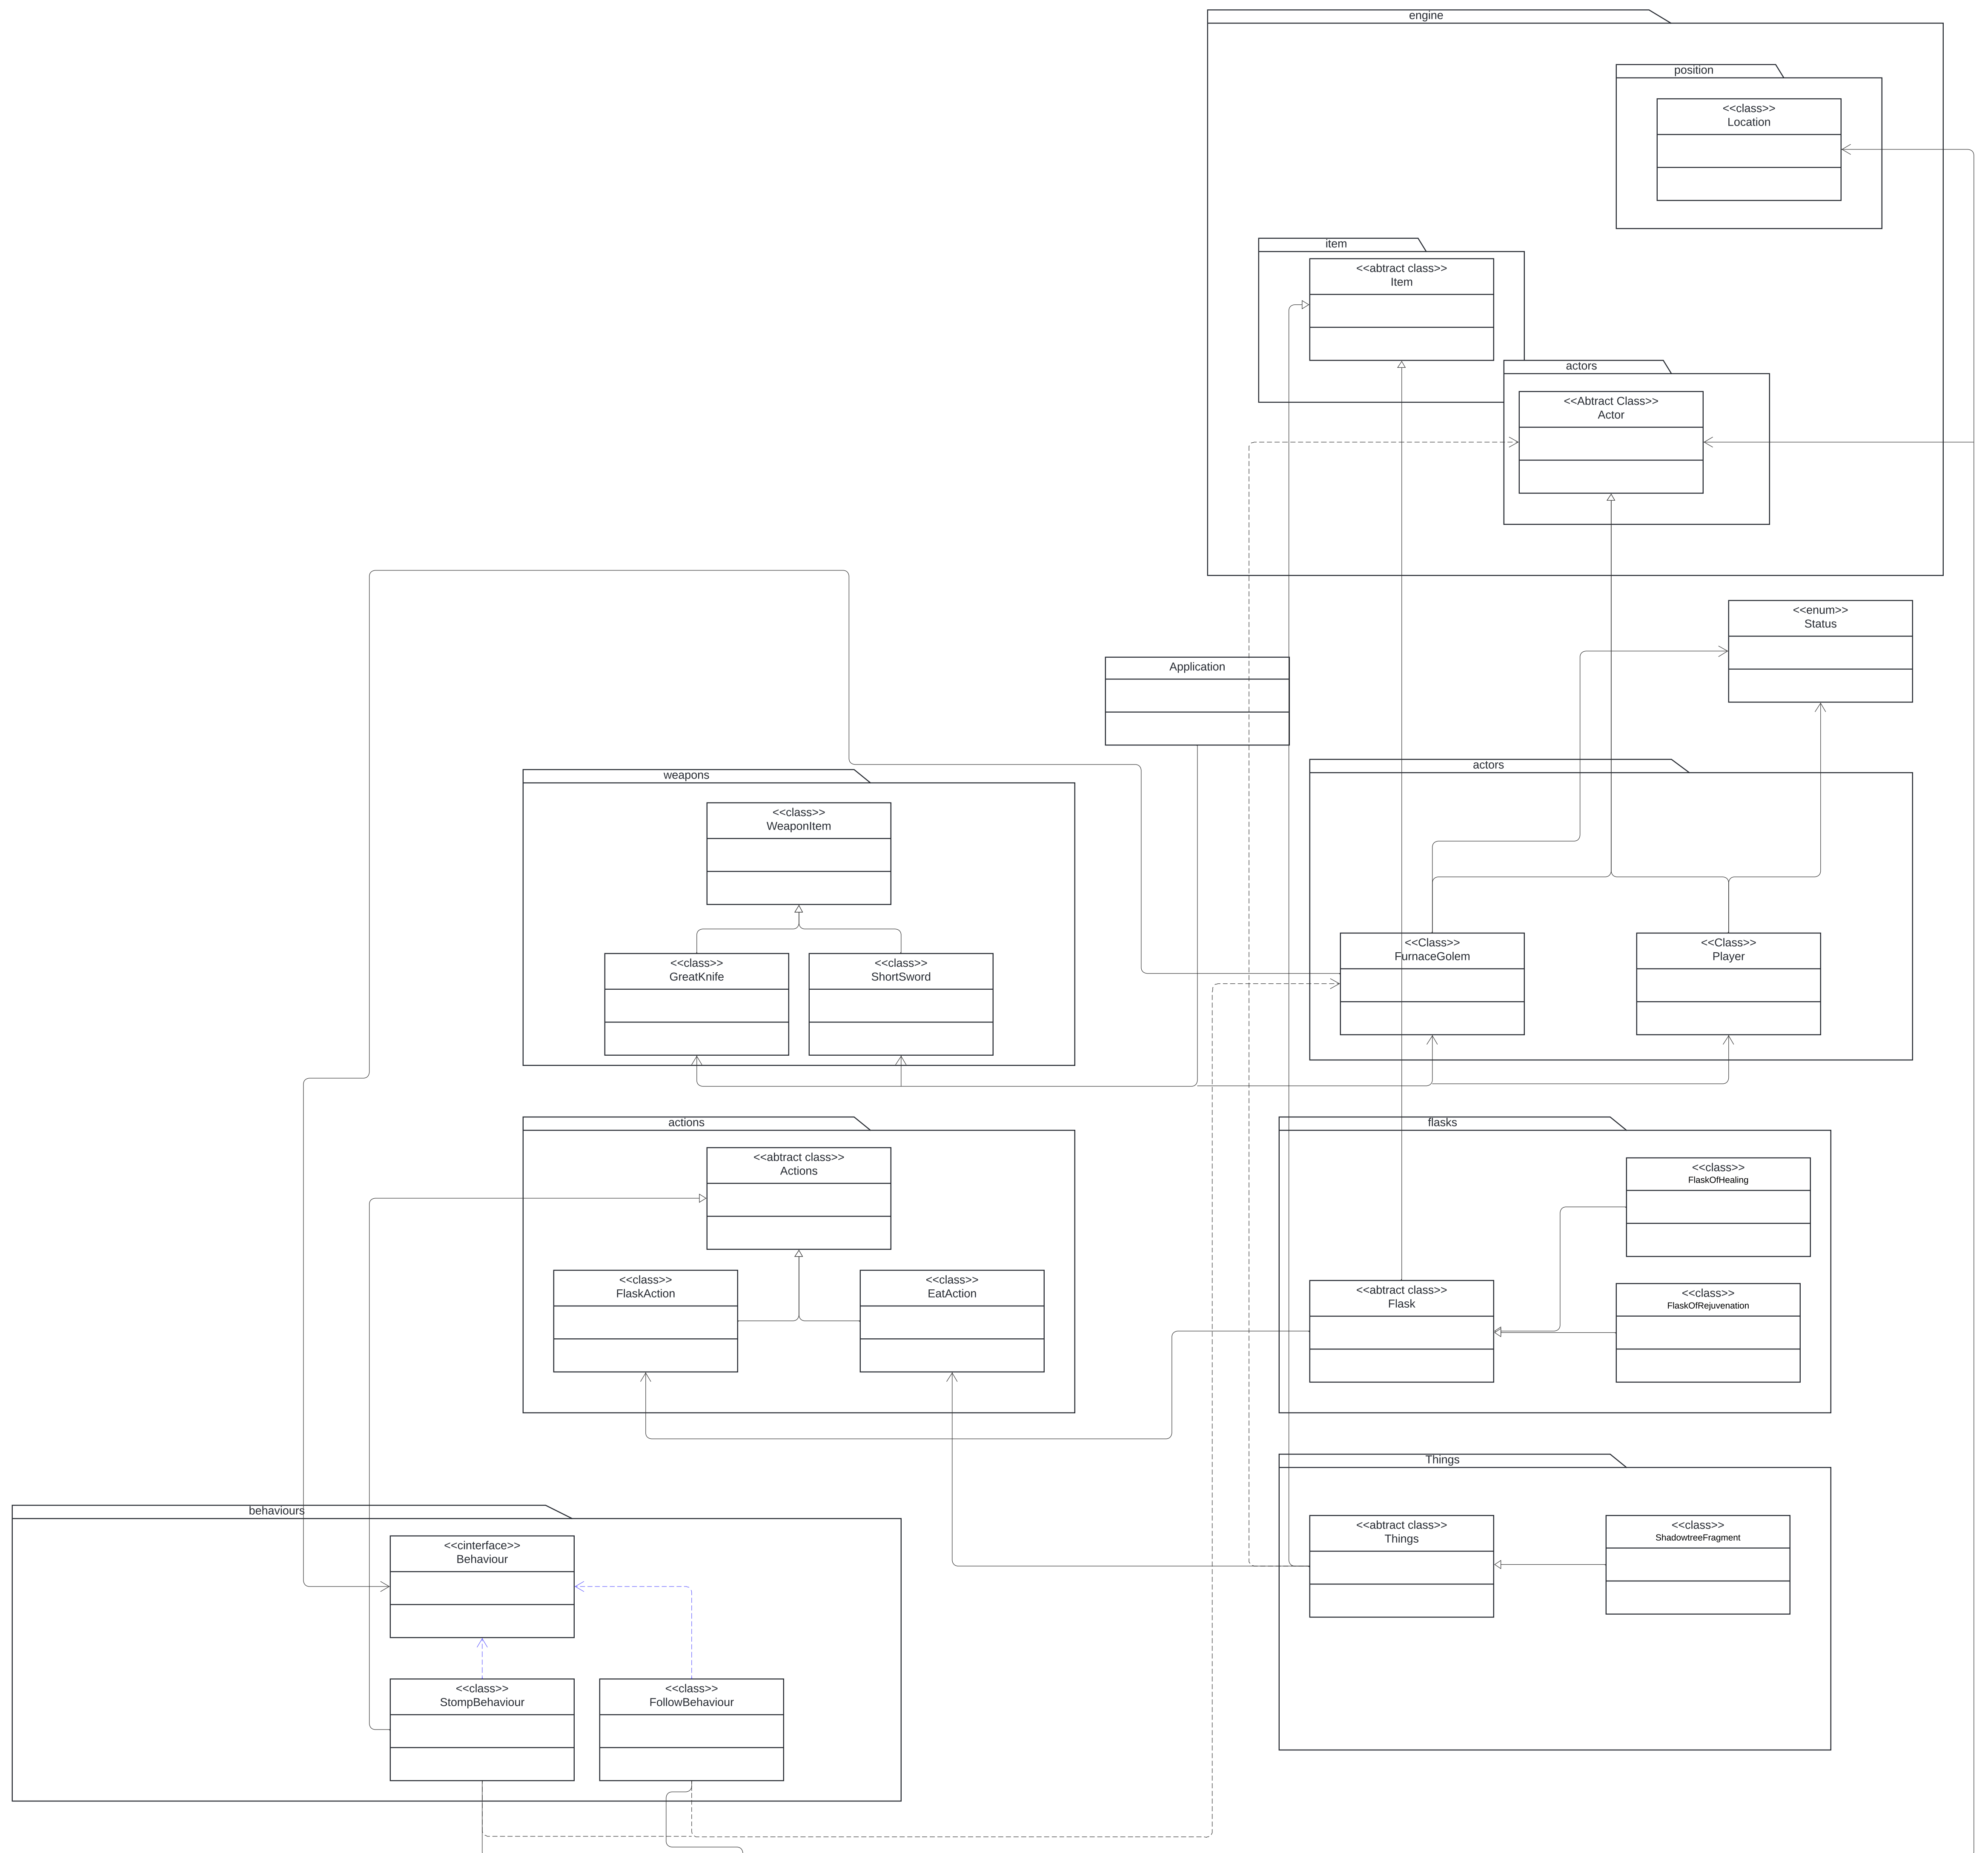 engine
position
<<class>>
Location
item
<<abtract class>>
Item
actors
<<Abtract Class>>
Actor
<<enum>>
Status
Application
weapons
<<class>>
WeaponItem
<<class>>
GreatKnife
<<class>>
ShortSword
actors
<<Class>>
FurnaceGolem
<<Class>>
Player
actions
<<abtract class>>
Actions
<<class>>
FlaskAction
<<class>>
EatAction
flasks
<<class>>
FlaskOfHealing
<<abtract class>>
Flask
<<class>>
FlaskOfRejuvenation
Things
<<abtract class>>
Things
<<class>>
ShadowtreeFragment
behaviours
<<cinterface>>
Behaviour
<<class>>
StompBehaviour
<<class>>
FollowBehaviour